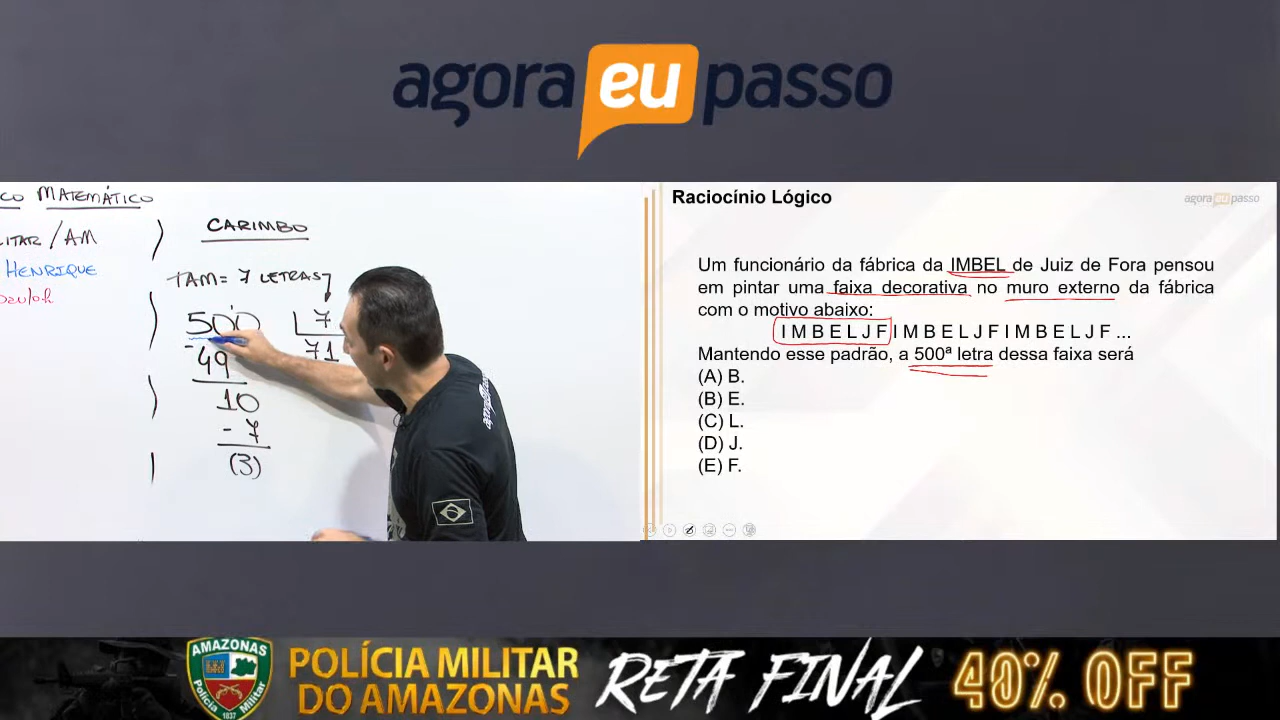 agora eu passo
CO MATEMÁTICO
LITAR / AM
HENRIQUE
CARIMBO
TAM = 7 LETRAS
500 7
- 49 71
10
- 7
(3)
Raciocínio Lógico
agora eu passo
Um funcionário da fábrica da IMBEL de Juiz de Fora pensou
em pintar uma faixa decorativa no muro externo da fábrica
com o motivo abaixo:
I M B E L J F I M B E L J F I M B E L J F ...
Mantendo esse padrão, a 500ª letra dessa faixa será
(A) B.
(B) E.
(C) L.
(D) J.
(E) F.
AMAZONAS
Polícia Militar
1837
POLÍCIA MILITAR
DO AMAZONAS
RETA FINAL
40% OFF